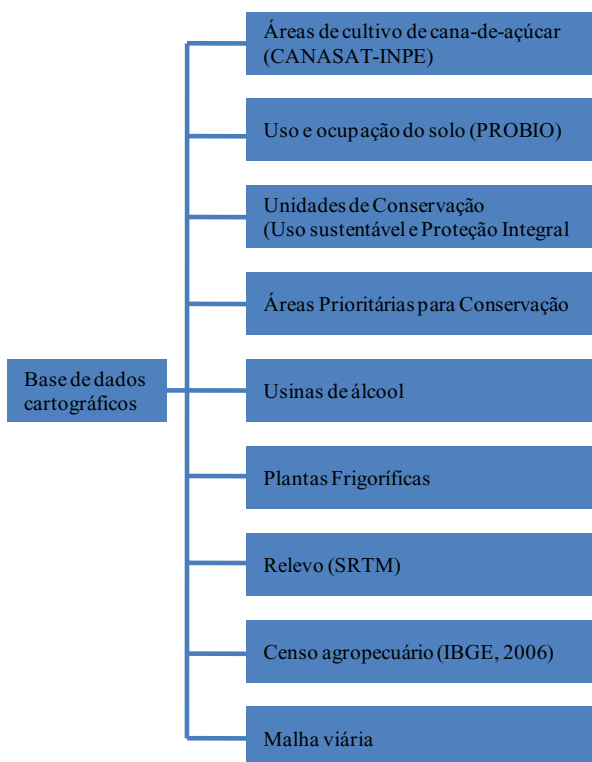 Áreas de cultivo de cana-de-açúcar
(CANASAT-INPE)
Uso e ocupação do solo (PROBIO)
Unidades de Conservação
(Uso sustentável e Proteção Integral
Áreas Prioritárias para Conservação
Base de dados
cartográficos
Usinas de álcool
Plantas Frigoríficas
Relevo (SRTM)
Censo agropecuário (IBGE, 2006)
Malha viária